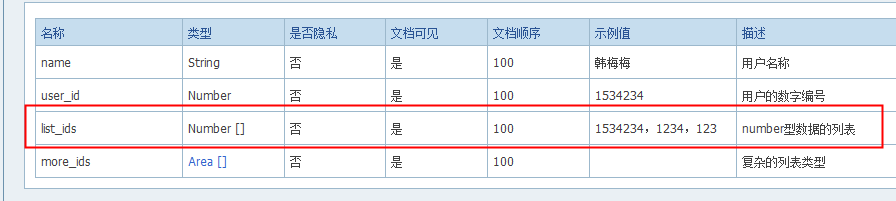 名称 类型 是否隐私 文档可见 文档顺序 示例值 描述
name String 否 是 100 韩梅梅 用户名称
user_id Number 否 是 100 1534234 用户的数字编号
list_ids Number [] 否 是 100 1534234，1234，123 number型数据的列表
more_ids Area [] 否 是 100 复杂的列表类型